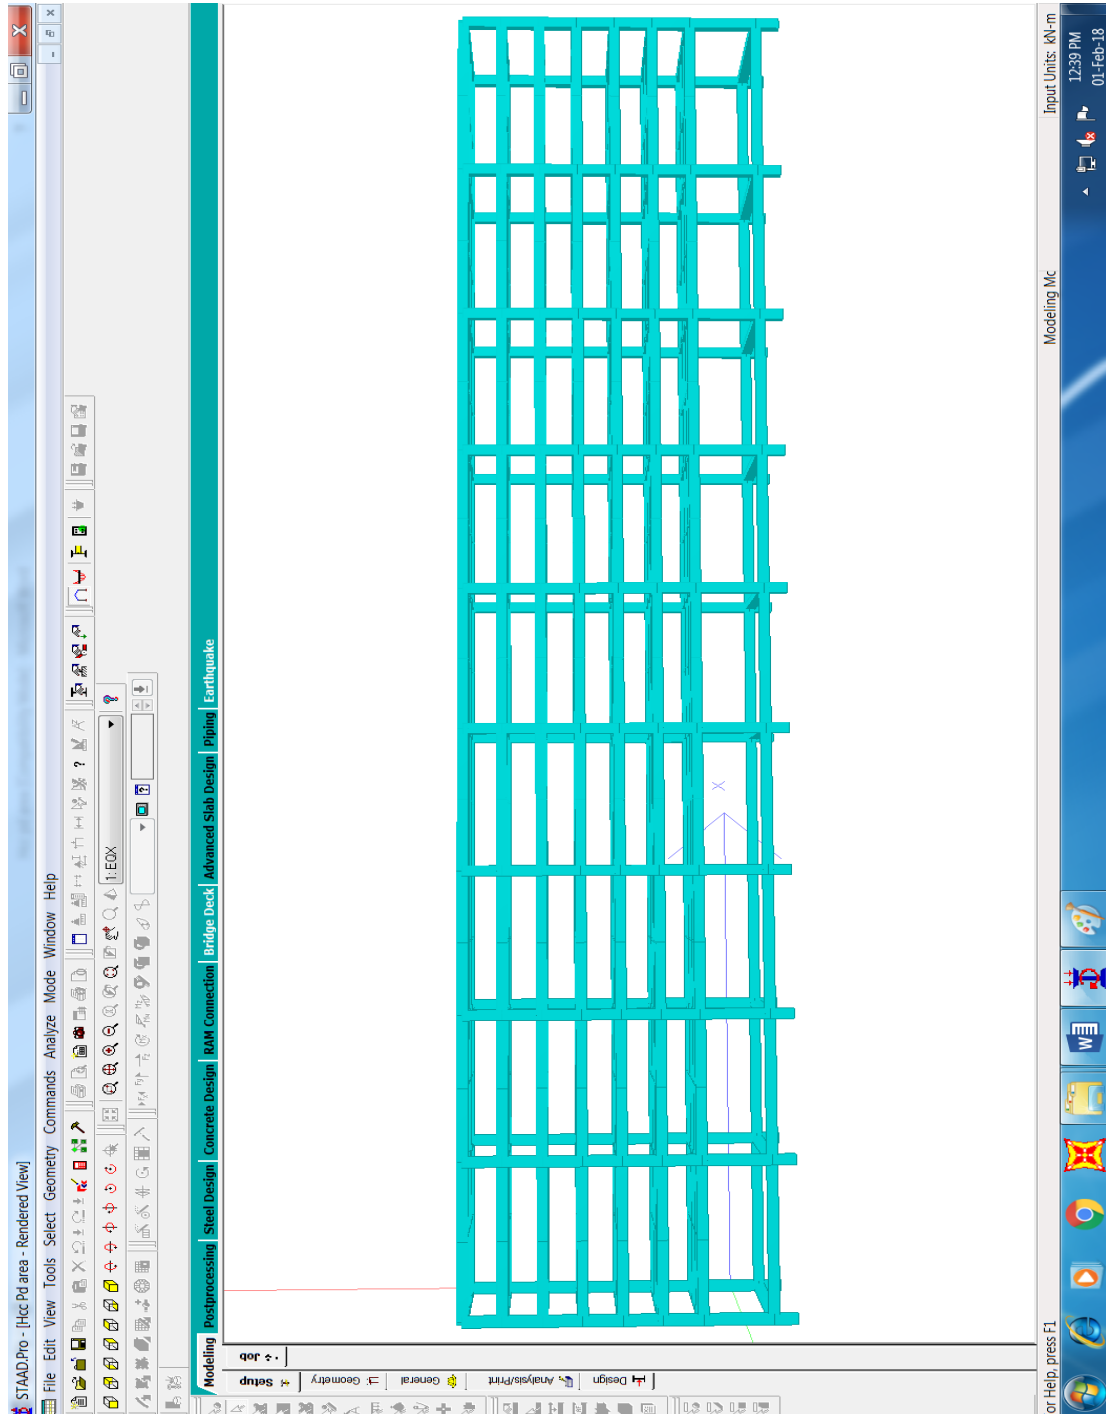 STAAD.Pro - [Hcc Pd area - Rendered View]
File Edit View Tools Select Geometry Commands Analyze Mode Window Help
1: EQX
Modeling Postprocessing Steel Design Concrete Design RAM Connection Bridge Deck Advanced Slab Design Piping Earthquake
Job
Setup Geometry General Analysis/Print Design
X
or Help, press F1
Modeling Mc
Input Units: kN-m
12:39 PM
01-Feb-18